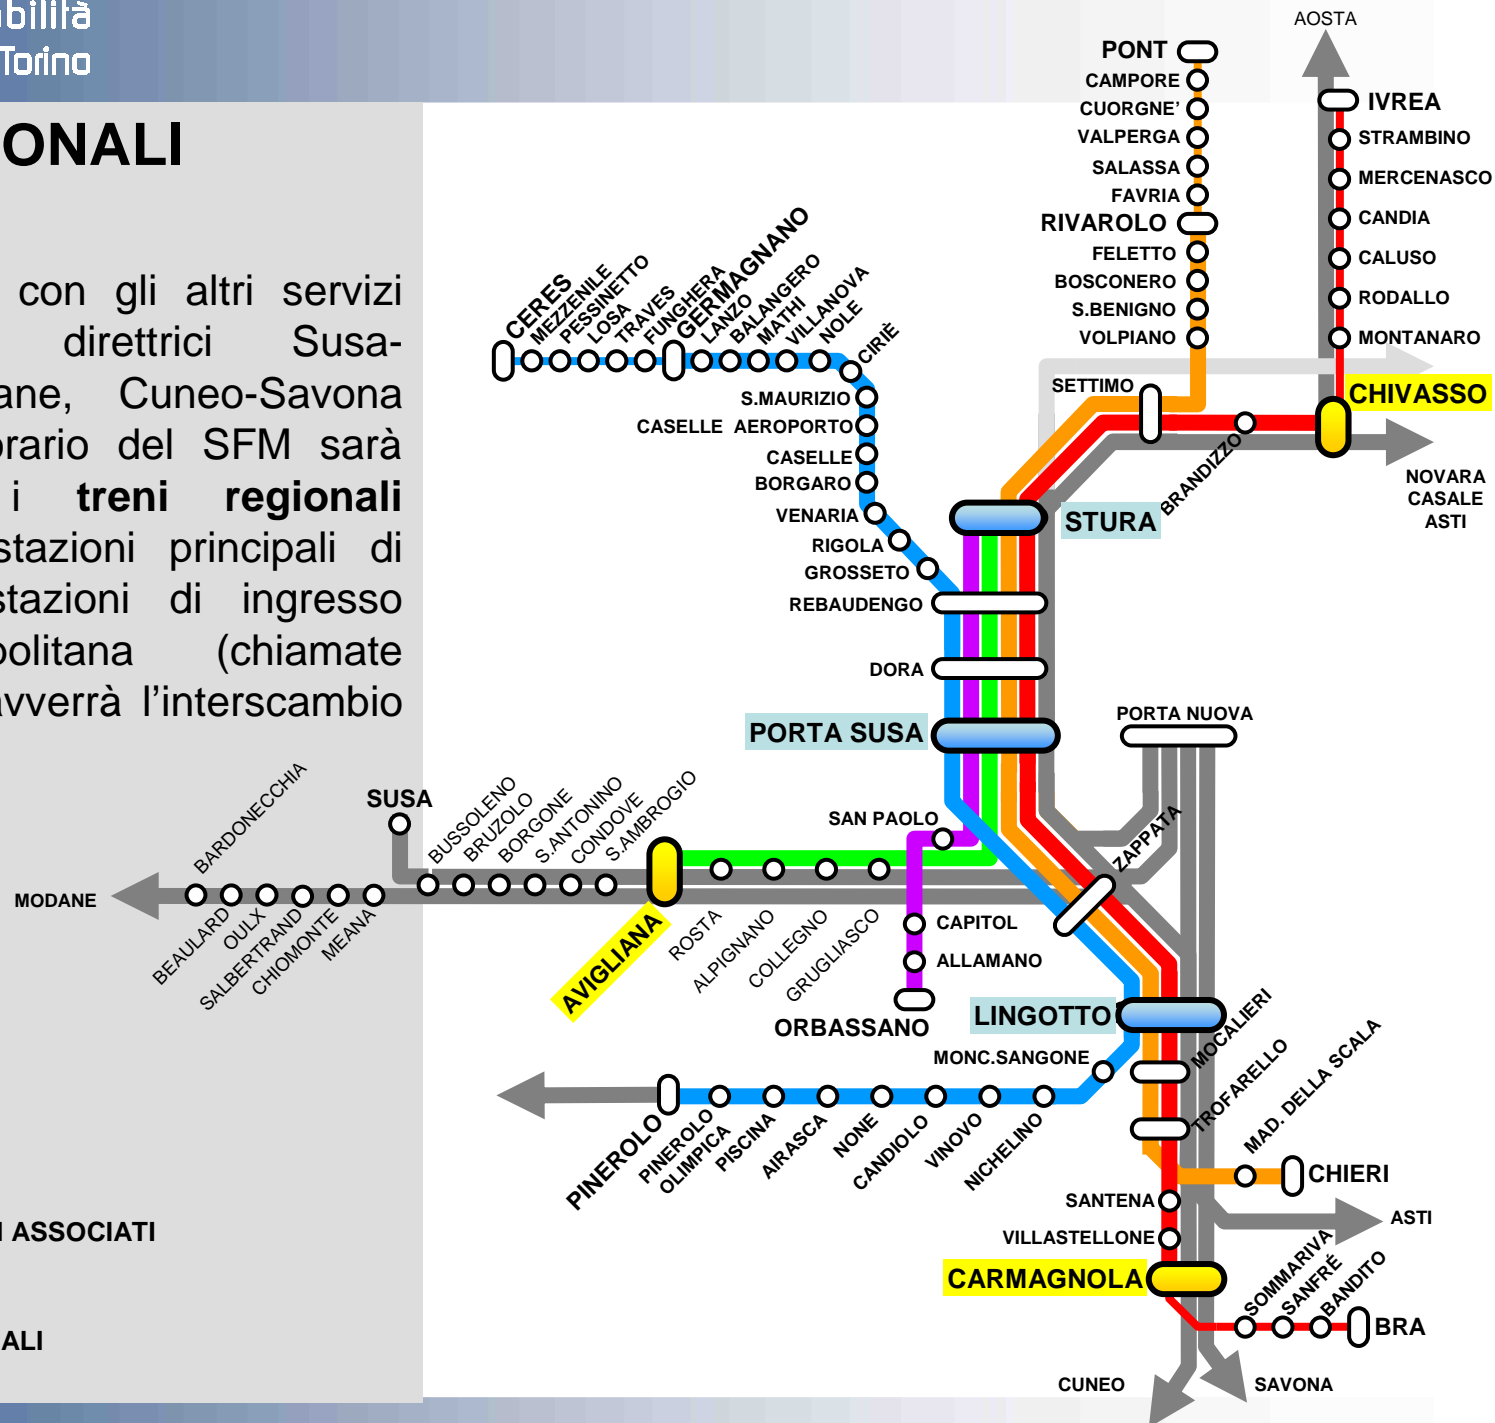 obilità
Torino
ONALI
con gli altri servizi
direttrici Susa-
ane, Cuneo-Savona
orario del SFM sarà
i treni regionali
stazioni principali di
stazioni di ingresso
politana (chiamate
avverrà l'interscambio
I ASSOCIATI
ALI
AOSTA
PONT
CAMPORE
CUORGNE'
VALPERGA
SALASSA
FAVRIA
RIVAROLO
FELETTO
BOSCONERO
S.BENIGNO
VOLPIANO
IVREA
STRAMBINO
MERCENASCO
CANDIA
CALUSO
RODALLO
MONTANARO
CHIVASSO
SETTIMO
BRANDIZZO
NOVARA
CASALE
ASTI
CERES
MEZZENILE
PESSINETTO
LOSA
TRAVES
FUNGHERA
GERMAGNANO
LANZO
BALANGERO
MATHI
VILLANOVA
NOLE
CIRIÈ
S.MAURIZIO
CASELLE AEROPORTO
CASELLE
BORGARO
VENARIA
RIGOLA
GROSSETO
REBAUDENGO
STURA
DORA
PORTA SUSA
PORTA NUOVA
SAN PAOLO
ZAPPATA
MODANE
BARDONECCHIA
BEAULARD
OULX
SALBERTRAND
CHIOMONTE
MEANA
SUSA
BUSSOLENO
BRUZOLO
BORGONE
S.ANTONINO
CONDOVE
S.AMBROGIO
AVIGLIANA
ROSTA
ALPIGNANO
COLLEGNO
GRUGLIASCO
CAPITOL
ALLAMANO
ORBASSANO
LINGOTTO
MONC.SANGONE
MOCALIERI
TROFARELLO
MAD. DELLA SCALA
CHIERI
PINEROLO
PINEROLO
OLIMPICA
PISCINA
AIRASCA
NONE
CANDIOLO
VINOVO
NICHELINO
SANTENA
VILLASTELLONE
ASTI
CARMAGNOLA
SOMMARIVA
SANFRÉ
BANDITO
BRA
CUNEO
SAVONA